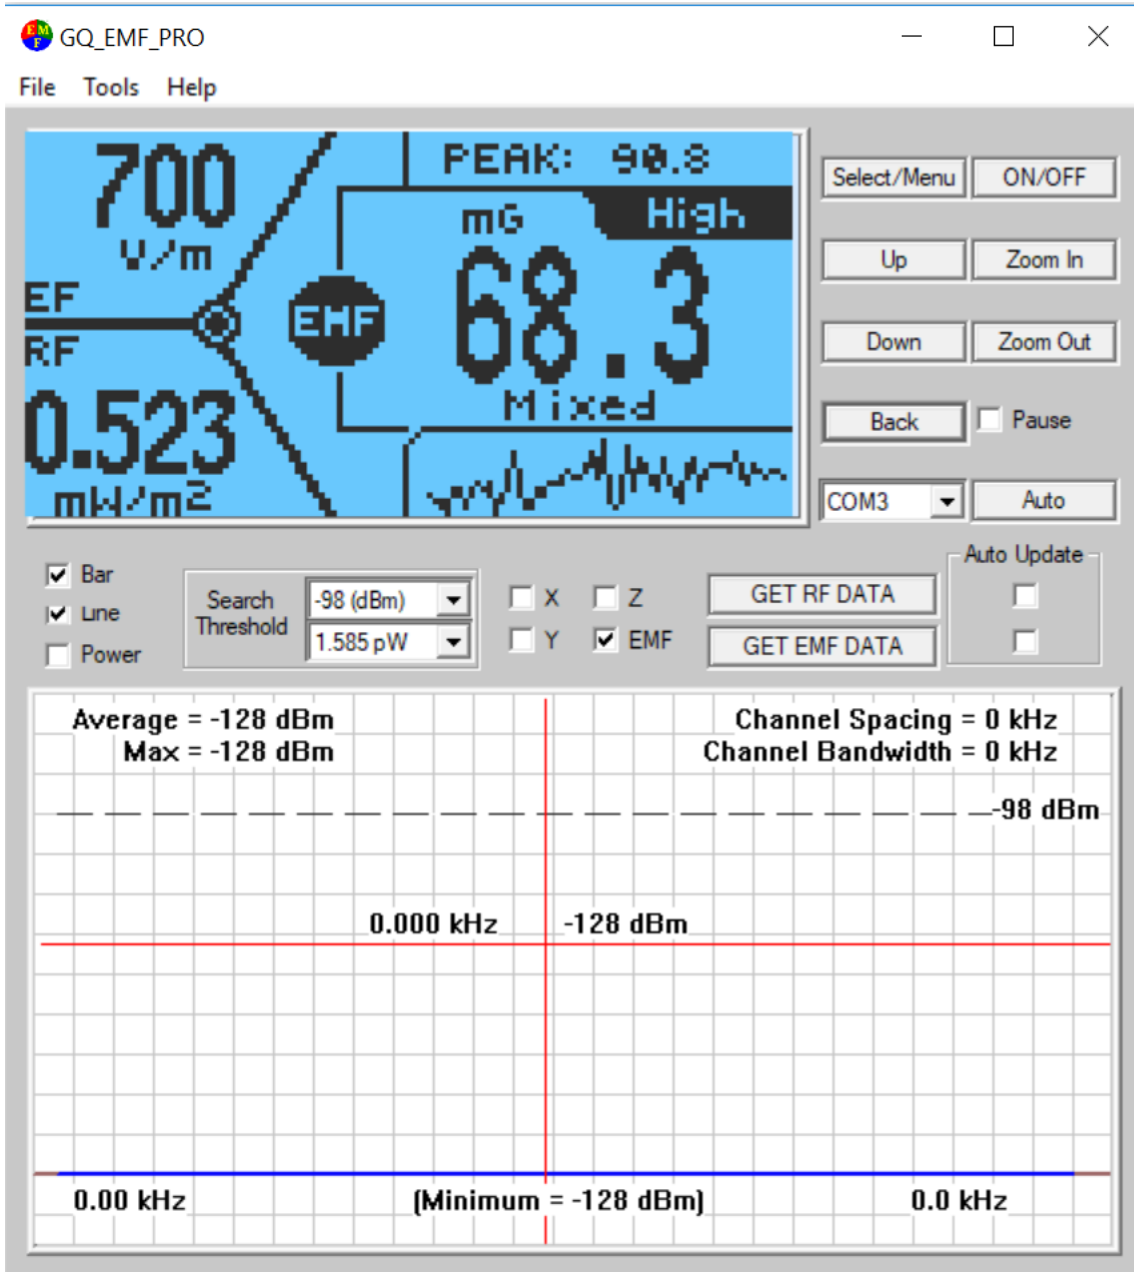 GQ_EMF_PRO
File Tools Help
700
V/m
EF
RF
0.523
mW/m2
EMF
PEAK: 90.8
mG High
68.3
Mixed
Select/Menu ON/OFF
Up Zoom In
Down Zoom Out
Back Pause
COM3 Auto
Bar
Line
Power
Search
Threshold
-98 (dBm)
1.585 pW
X Z
Y EMF
GET RF DATA
GET EMF DATA
Auto Update
Average = -128 dBm
Max = -128 dBm
Channel Spacing = 0 kHz
Channel Bandwidth = 0 kHz
-98 dBm
0.000 kHz -128 dBm
0.00 kHz (Minimum = -128 dBm) 0.0 kHz